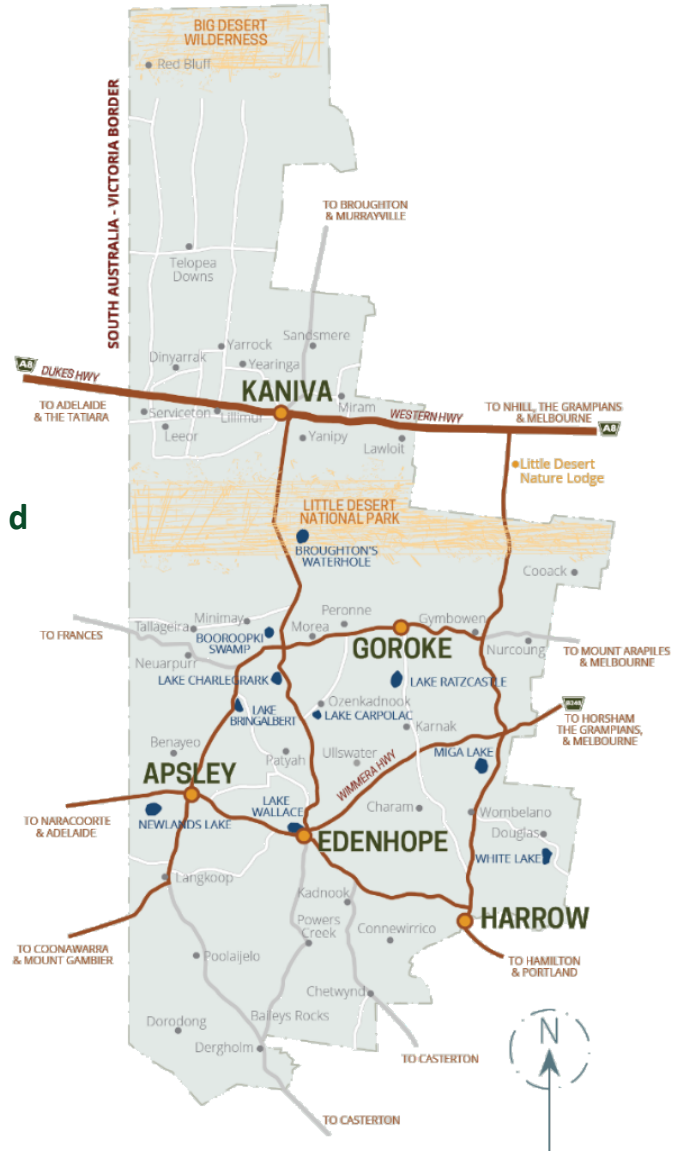 BIG DESERT
WILDERNESS
Red Bluff
SOUTH AUSTRALIA - VICTORIA BORDER
TO BROUGHTON
& MURRAYVILLE
Telopea
Downs
Sandsmere
Yarrock
Dinyarrak
Yearinga
A8
DUKES HWY
KANIVA
TO ADELAIDE
& THE TATIARA
Serviceton
Lillimur
Miram
WESTERN HWY
TO NHILL, THE GRAMPIANS
& MELBOURNE
A8
Leeor
Yanipy
Lawloit
Little Desert
Nature Lodge
d
LITTLE DESERT
NATIONAL PARK
BROUGHTON'S
WATERHOLE
Cooack
Peronne
Minimay
Tallageira
Gymbowen
Morea
TO FRANCES
BOOROOPKI
SWAMP
GOROKE
Nurcoung
TO MOUNT ARAPILES
& MELBOURNE
Neuarpurr
LAKE CHARLEGRARK
LAKE RATZCASTLE
Ozenkadnook
LAKE
BRINGALBERT
LAKE CARPOLAC
Karnak
B240
TO HORSHAM
THE GRAMPIANS,
& MELBOURNE
Benayeo
Patyah
Ullswater
WIMMERA HWY
MIGA LAKE
APSLEY
LAKE
WALLACE
Charam
Wombelano
TO NARACOORTE
& ADELAIDE
NEWLANDS LAKE
Douglas
EDENHOPE
WHITE LAKE
Langkoop
Kadnook
HARROW
Powers
Creek
Connewirrico
TO COONAWARRA
& MOUNT GAMBIER
Poolaijelo
TO HAMILTON
& PORTLAND
Chetwynd
Baileys Rocks
Dorodong
N
Dergholm
TO CASTERTON
TO CASTERTON